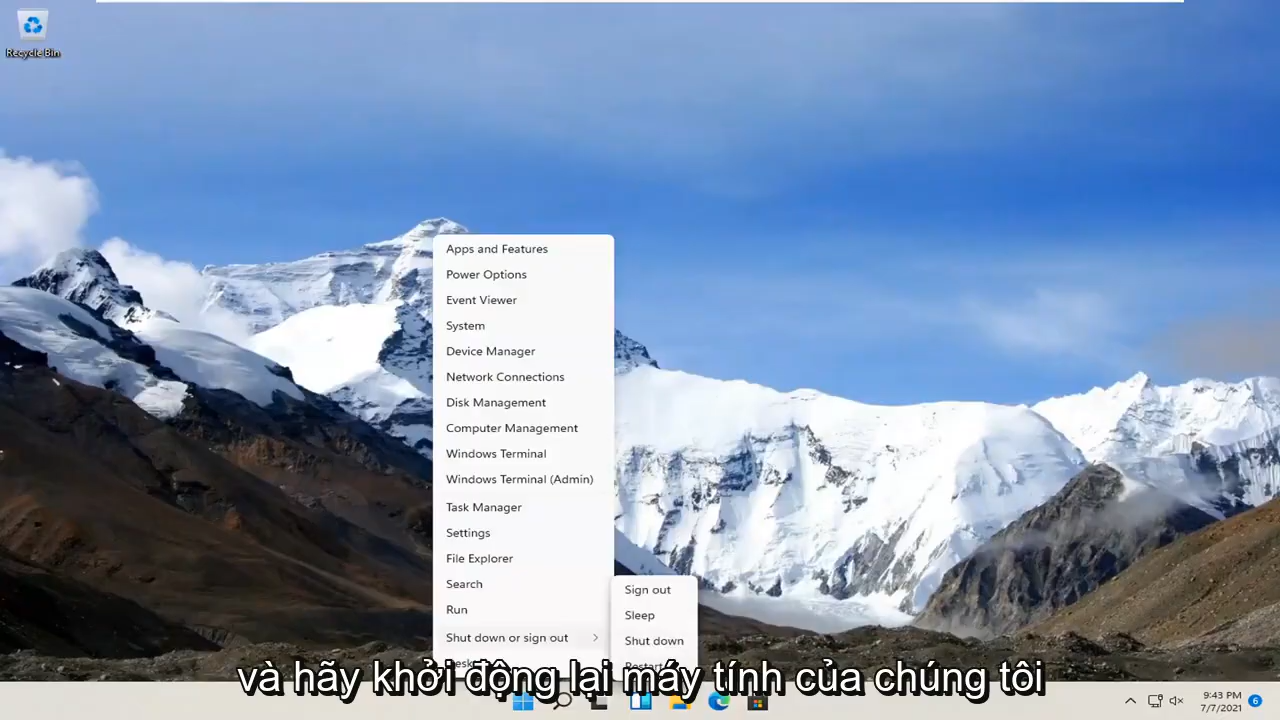 Recycle Bin
Apps and Features
Power Options
Event Viewer
System
Device Manager
Network Connections
Disk Management
Computer Management
Windows Terminal
Windows Terminal (Admin)
Task Manager
Settings
File Explorer
Search
Run
Shut down or sign out
Sign out
Sleep
Shut down
Restart
và hãy khởi động lại máy tính của chúng tôi
9:43 PM
7/7/2021
6